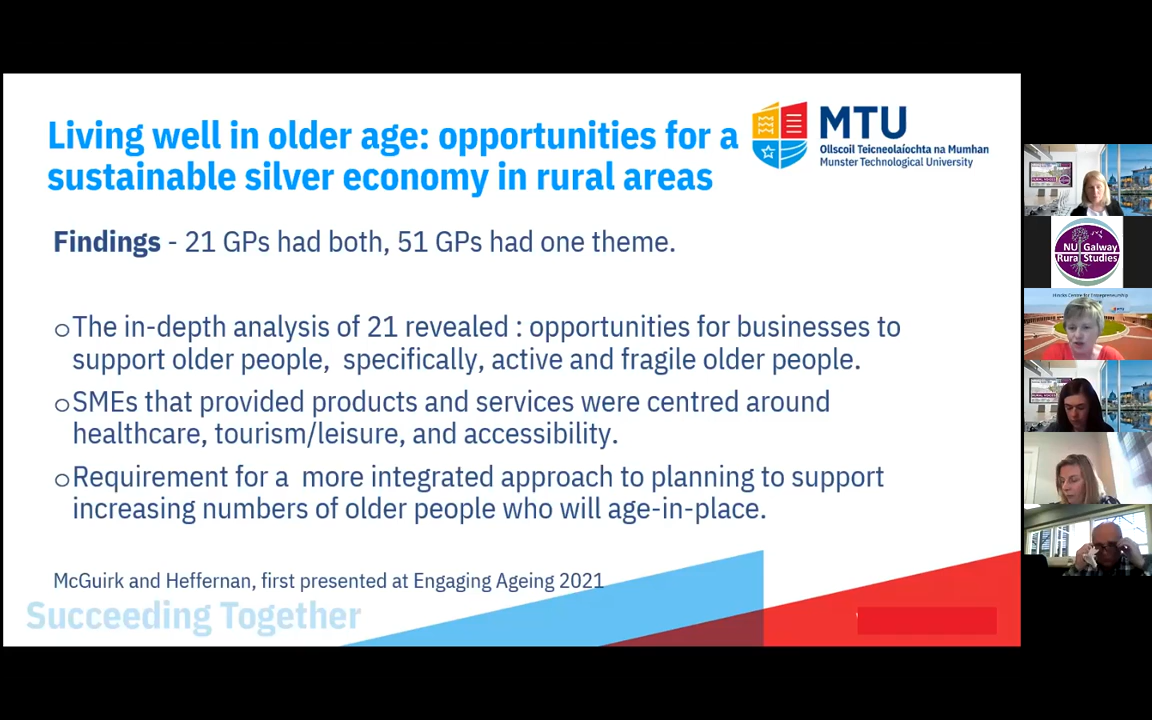 Living well in older age: opportunities for a
sustainable silver economy in rural areas
MTU
Ollscoil Teicneolaíochta na Mumhan
Munster Technological University
Findings - 21 GPs had both, 51 GPs had one theme.
oThe in-depth analysis of 21 revealed : opportunities for businesses to
support older people,  specifically, active and fragile older people.
oSMEs that provided products and services were centred around
healthcare, tourism/leisure, and accessibility.
oRequirement for a  more integrated approach to planning to support
increasing numbers of older people who will age-in-place.
McGuirk and Heffernan, first presented at Engaging Ageing 2021
Succeeding Together
NU Galway
Rural Studies
Hincks Centre for Entrepreneurship